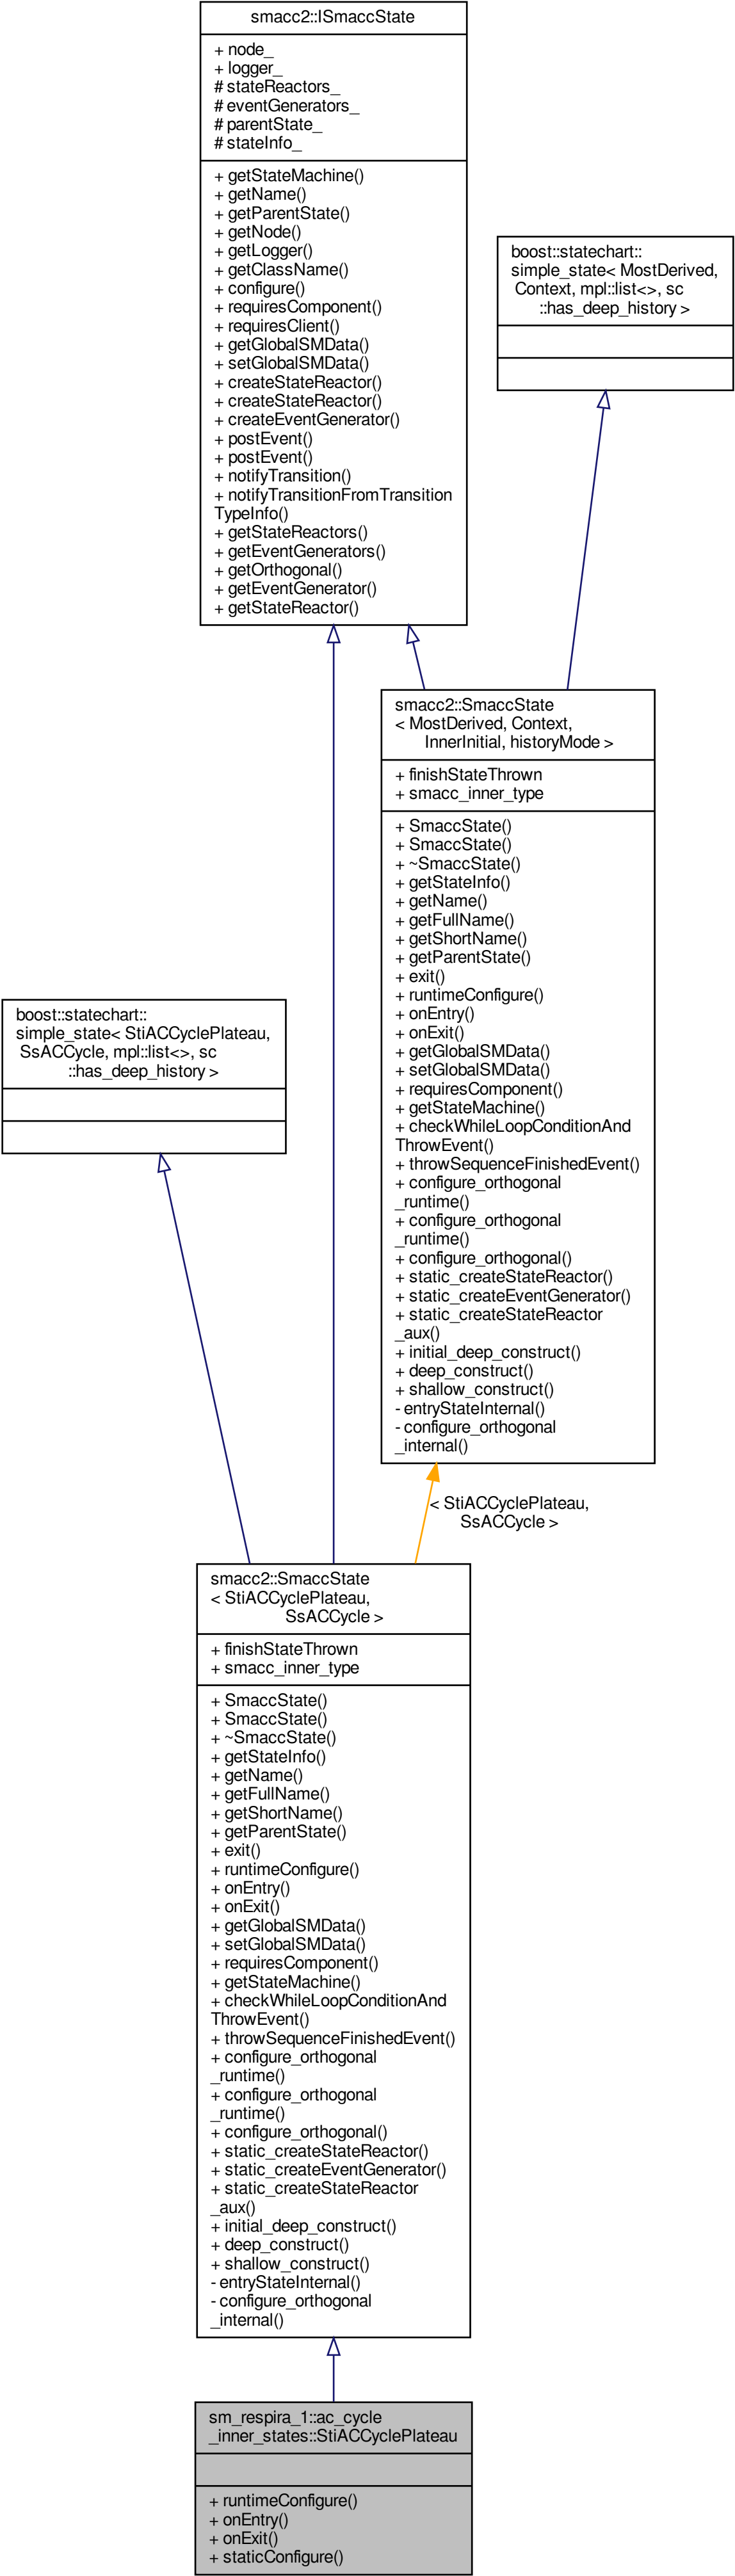 smacc2::ISmaccState
+ node_
+ logger_
# stateReactors_
# eventGenerators_
# parentState_
# stateInfo_
+ getStateMachine()
+ getName()
+ getParentState()
+ getNode()
+ getLogger()
+ getClassName()
+ configure()
+ requiresComponent()
+ requiresClient()
+ getGlobalSMData()
+ setGlobalSMData()
+ createStateReactor()
+ createStateReactor()
+ createEventGenerator()
+ postEvent()
+ postEvent()
+ notifyTransition()
+ notifyTransitionFromTransition
TypeInfo()
+ getStateReactors()
+ getEventGenerators()
+ getOrthogonal()
+ getEventGenerator()
+ getStateReactor()
boost::statechart::
simple_state< MostDerived,
Context, mpl::list<>, sc
::has_deep_history >
smacc2::SmaccState
< MostDerived, Context,
InnerInitial, historyMode >
+ finishStateThrown
+ smacc_inner_type
+ SmaccState()
+ SmaccState()
+ ~SmaccState()
+ getStateInfo()
+ getName()
+ getFullName()
+ getShortName()
+ getParentState()
+ exit()
+ runtimeConfigure()
+ onEntry()
+ onExit()
+ getGlobalSMData()
+ setGlobalSMData()
+ requiresComponent()
+ getStateMachine()
+ checkWhileLoopConditionAnd
ThrowEvent()
+ throwSequenceFinishedEvent()
+ configure_orthogonal
_runtime()
+ configure_orthogonal
_runtime()
+ configure_orthogonal()
+ static_createStateReactor()
+ static_createEventGenerator()
+ static_createStateReactor
_aux()
+ initial_deep_construct()
+ deep_construct()
+ shallow_construct()
- entryStateInternal()
- configure_orthogonal
_internal()
boost::statechart::
simple_state< StiACCyclePlateau,
SsACCycle, mpl::list<>, sc
::has_deep_history >
< StiACCyclePlateau,
SsACCycle >
smacc2::SmaccState
< StiACCyclePlateau,
SsACCycle >
+ finishStateThrown
+ smacc_inner_type
+ SmaccState()
+ SmaccState()
+ ~SmaccState()
+ getStateInfo()
+ getName()
+ getFullName()
+ getShortName()
+ getParentState()
+ exit()
+ runtimeConfigure()
+ onEntry()
+ onExit()
+ getGlobalSMData()
+ setGlobalSMData()
+ requiresComponent()
+ getStateMachine()
+ checkWhileLoopConditionAnd
ThrowEvent()
+ throwSequenceFinishedEvent()
+ configure_orthogonal
_runtime()
+ configure_orthogonal
_runtime()
+ configure_orthogonal()
+ static_createStateReactor()
+ static_createEventGenerator()
+ static_createStateReactor
_aux()
+ initial_deep_construct()
+ deep_construct()
+ shallow_construct()
- entryStateInternal()
- configure_orthogonal
_internal()
sm_respira_1::ac_cycle
_inner_states::StiACCyclePlateau
+ runtimeConfigure()
+ onEntry()
+ onExit()
+ staticConfigure()